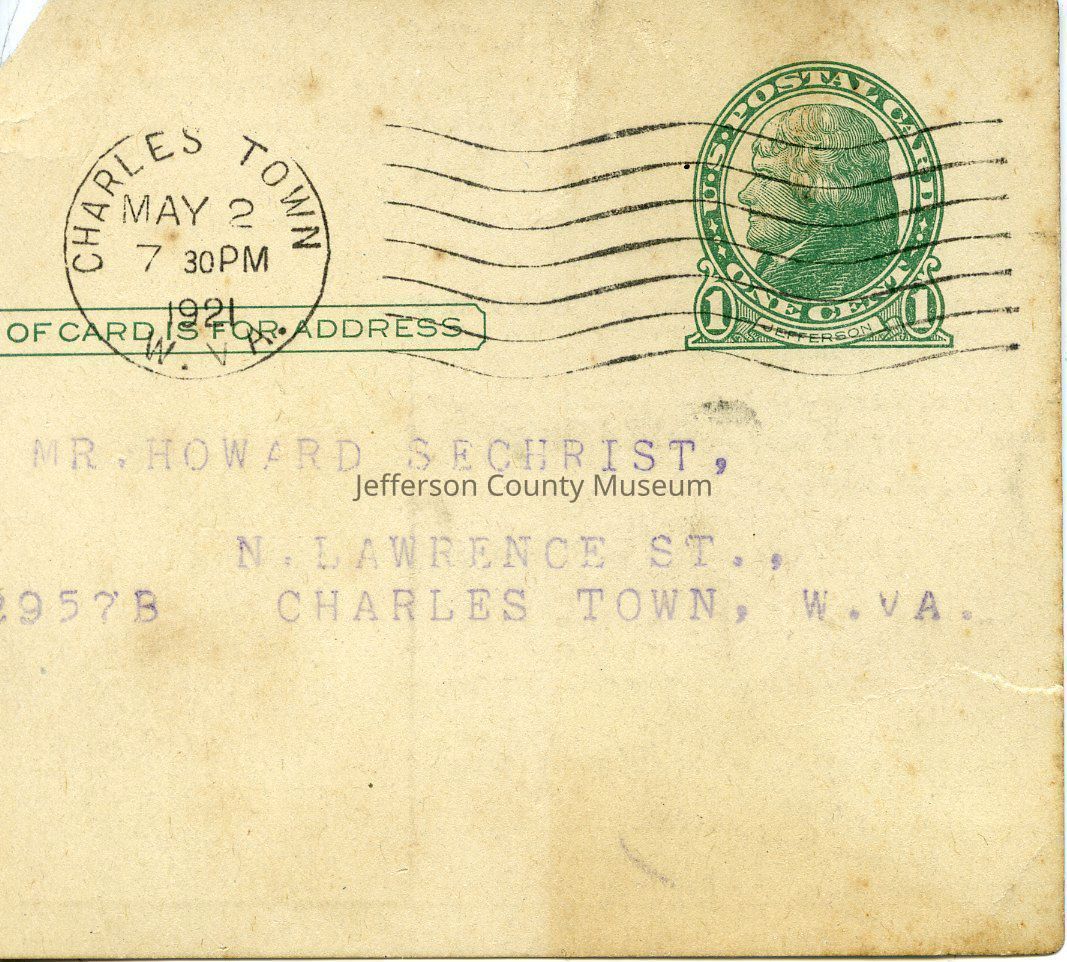 CHARLES TOWN
MAY 2
7 30PM
1921
W. VA.
U.S. POSTAL CARD
ONE CENT
1 JEFFERSON 1
OF CARD IS FOR ADDRESS
MR. HOWARD SECHRIST,
Jefferson County Museum
N. LAWRENCE ST.,
2957B CHARLES TOWN, W. VA.